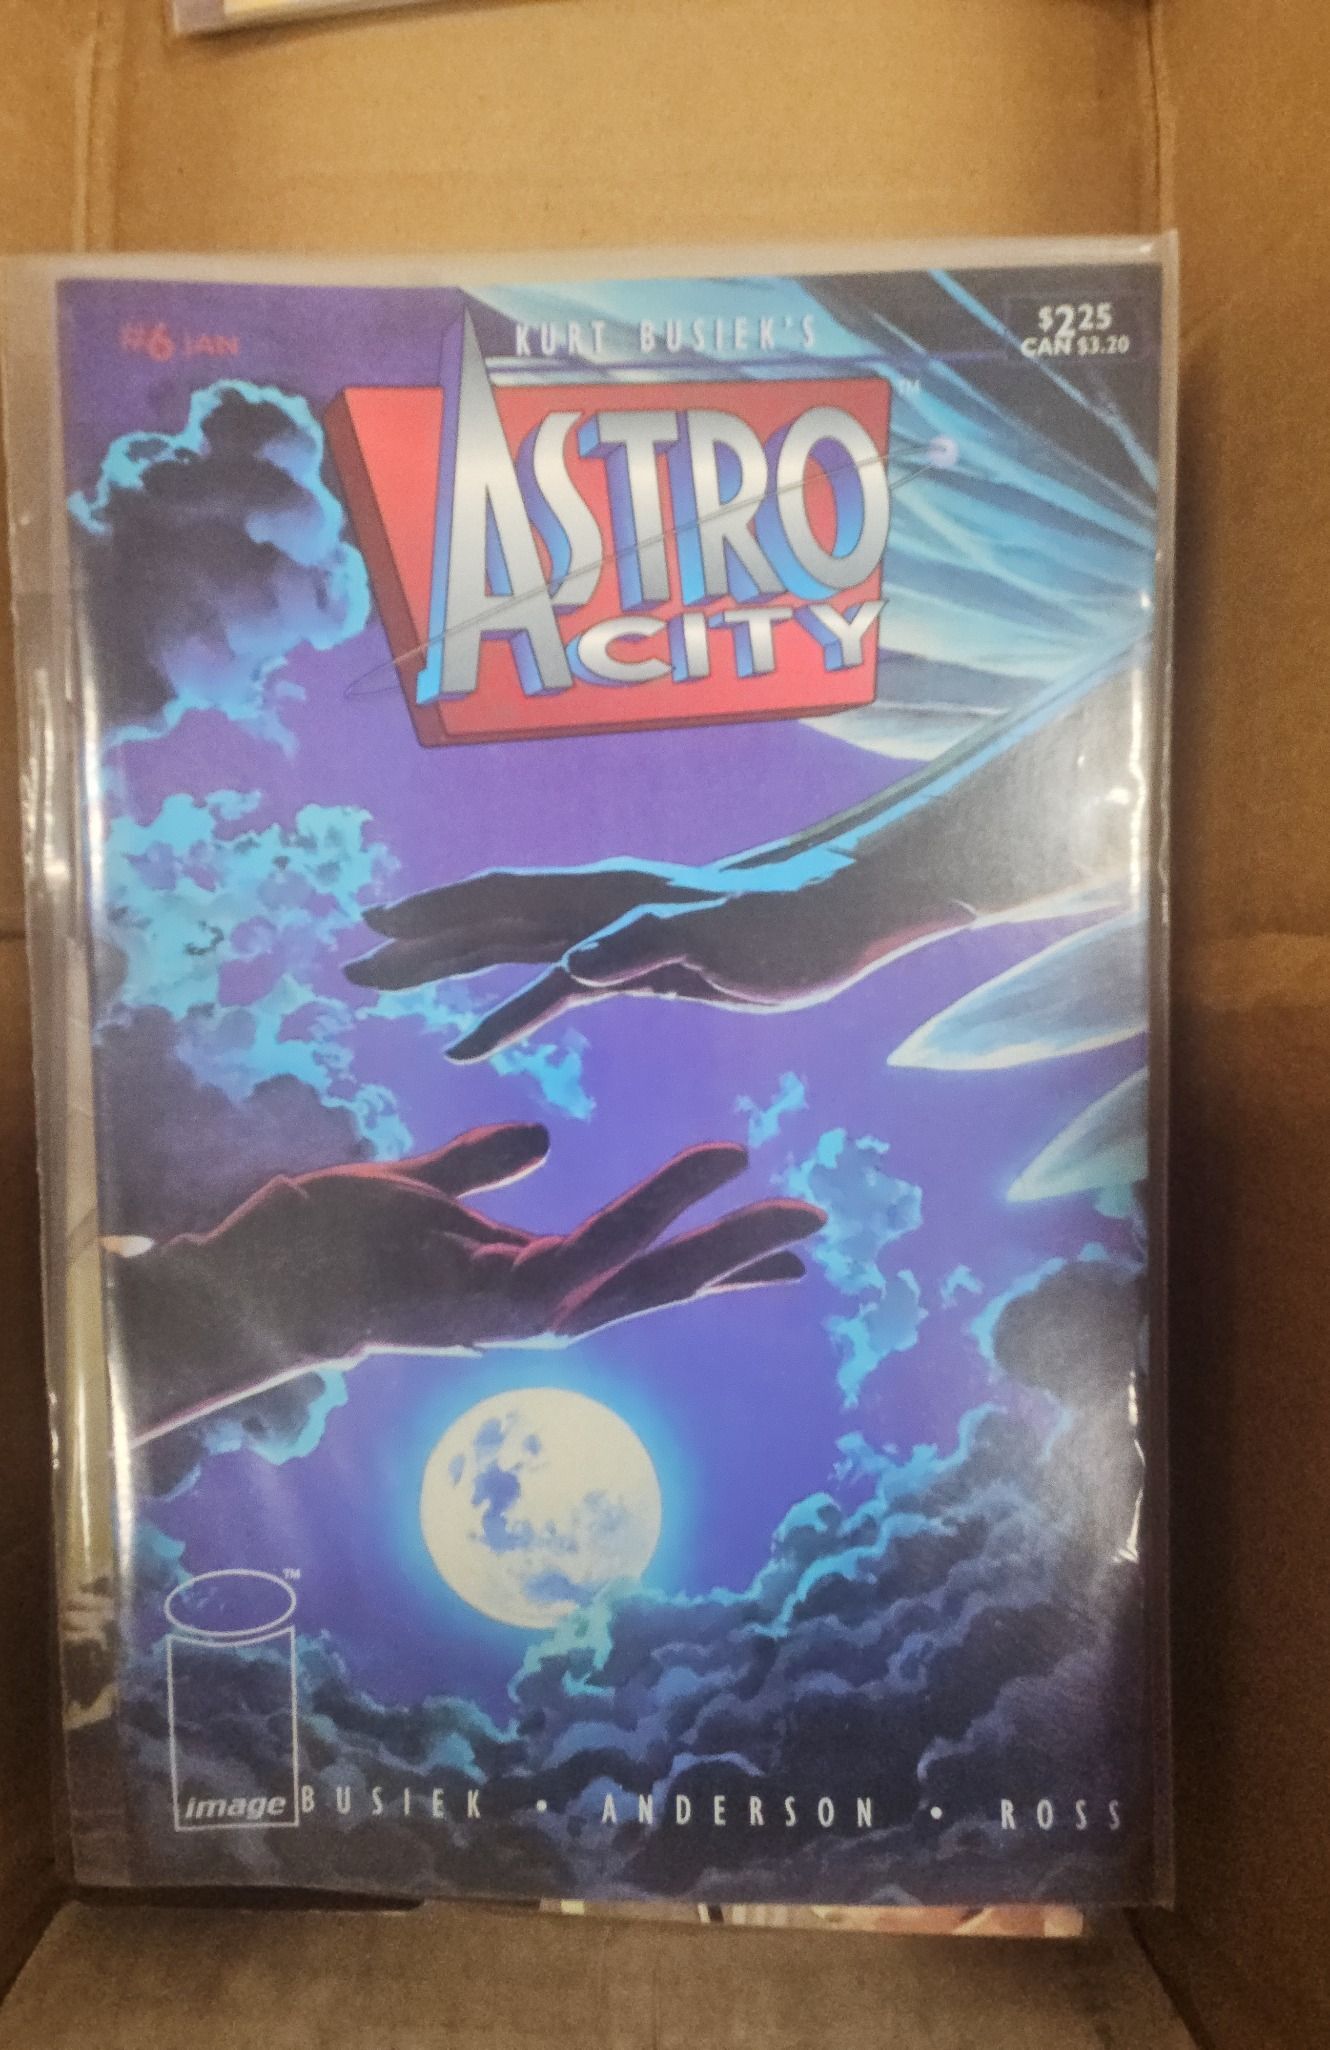 #6 JAN
KURT BUSIEK'S
$2.25
CAN $3.20
ASTRO
CITY
TM
TM
image
BUSIEK • ANDERSON • ROSS